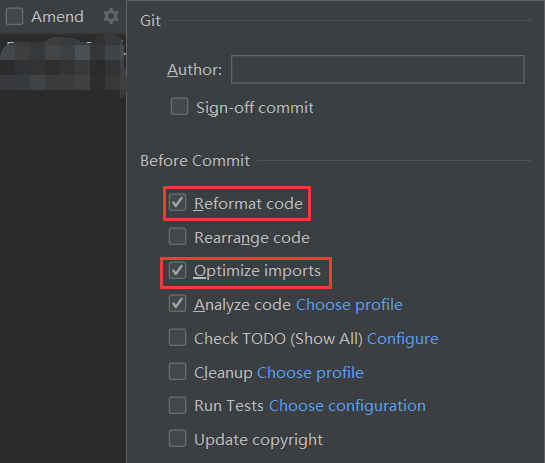 Amend
Git
Author:
Sign-off commit
Before Commit
Reformat code
Rearrange code
Optimize imports
Analyze code Choose profile
Check TODO (Show All) Configure
Cleanup Choose profile
Run Tests Choose configuration
Update copyright